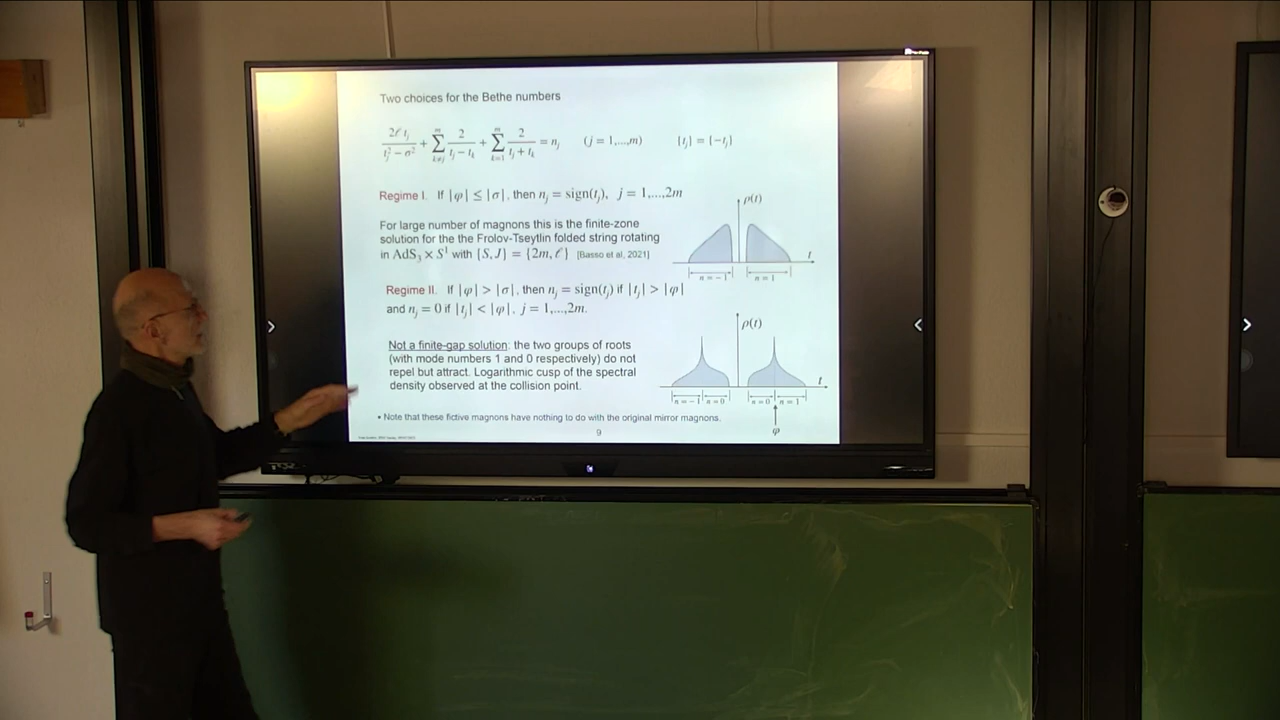 Two choices for the Bethe numbers
2ℓ t_j / (t_j² − σ²) + ∑_{k≠j}^{m} 2 / (t_j − t_k) + ∑_{k=1}^{m} 2 / (t_j + t_k) = n_j (j = 1,...,m) {t_j} = {−t_j}
Regime I. If |φ| ≤ |σ|, then n_j = sign(t_j), j = 1,...,2m
For large number of magnons this is the finite-zone
solution for the the Frolov-Tseytlin folded string rotating
in AdS₃ × S¹ with {S, J} = {2m, ℓ} [Basso et al, 2021]
ρ(t)
t
n = −1
n = 1
Regime II. If |φ| > |σ|, then n_j = sign(t_j) if |t_j| > |φ|
and n_j = 0 if |t_j| < |φ|, j = 1,...,2m.
Not a finite-gap solution: the two groups of roots
(with mode numbers 1 and 0 respectively) do not
repel but attract. Logarithmic cusp of the spectral
density observed at the collision point.
ρ(t)
t
n = −1 n = 0
n = 0 n = 1
φ
• Note that these fictive magnons have nothing to do with the original mirror magnons.
9